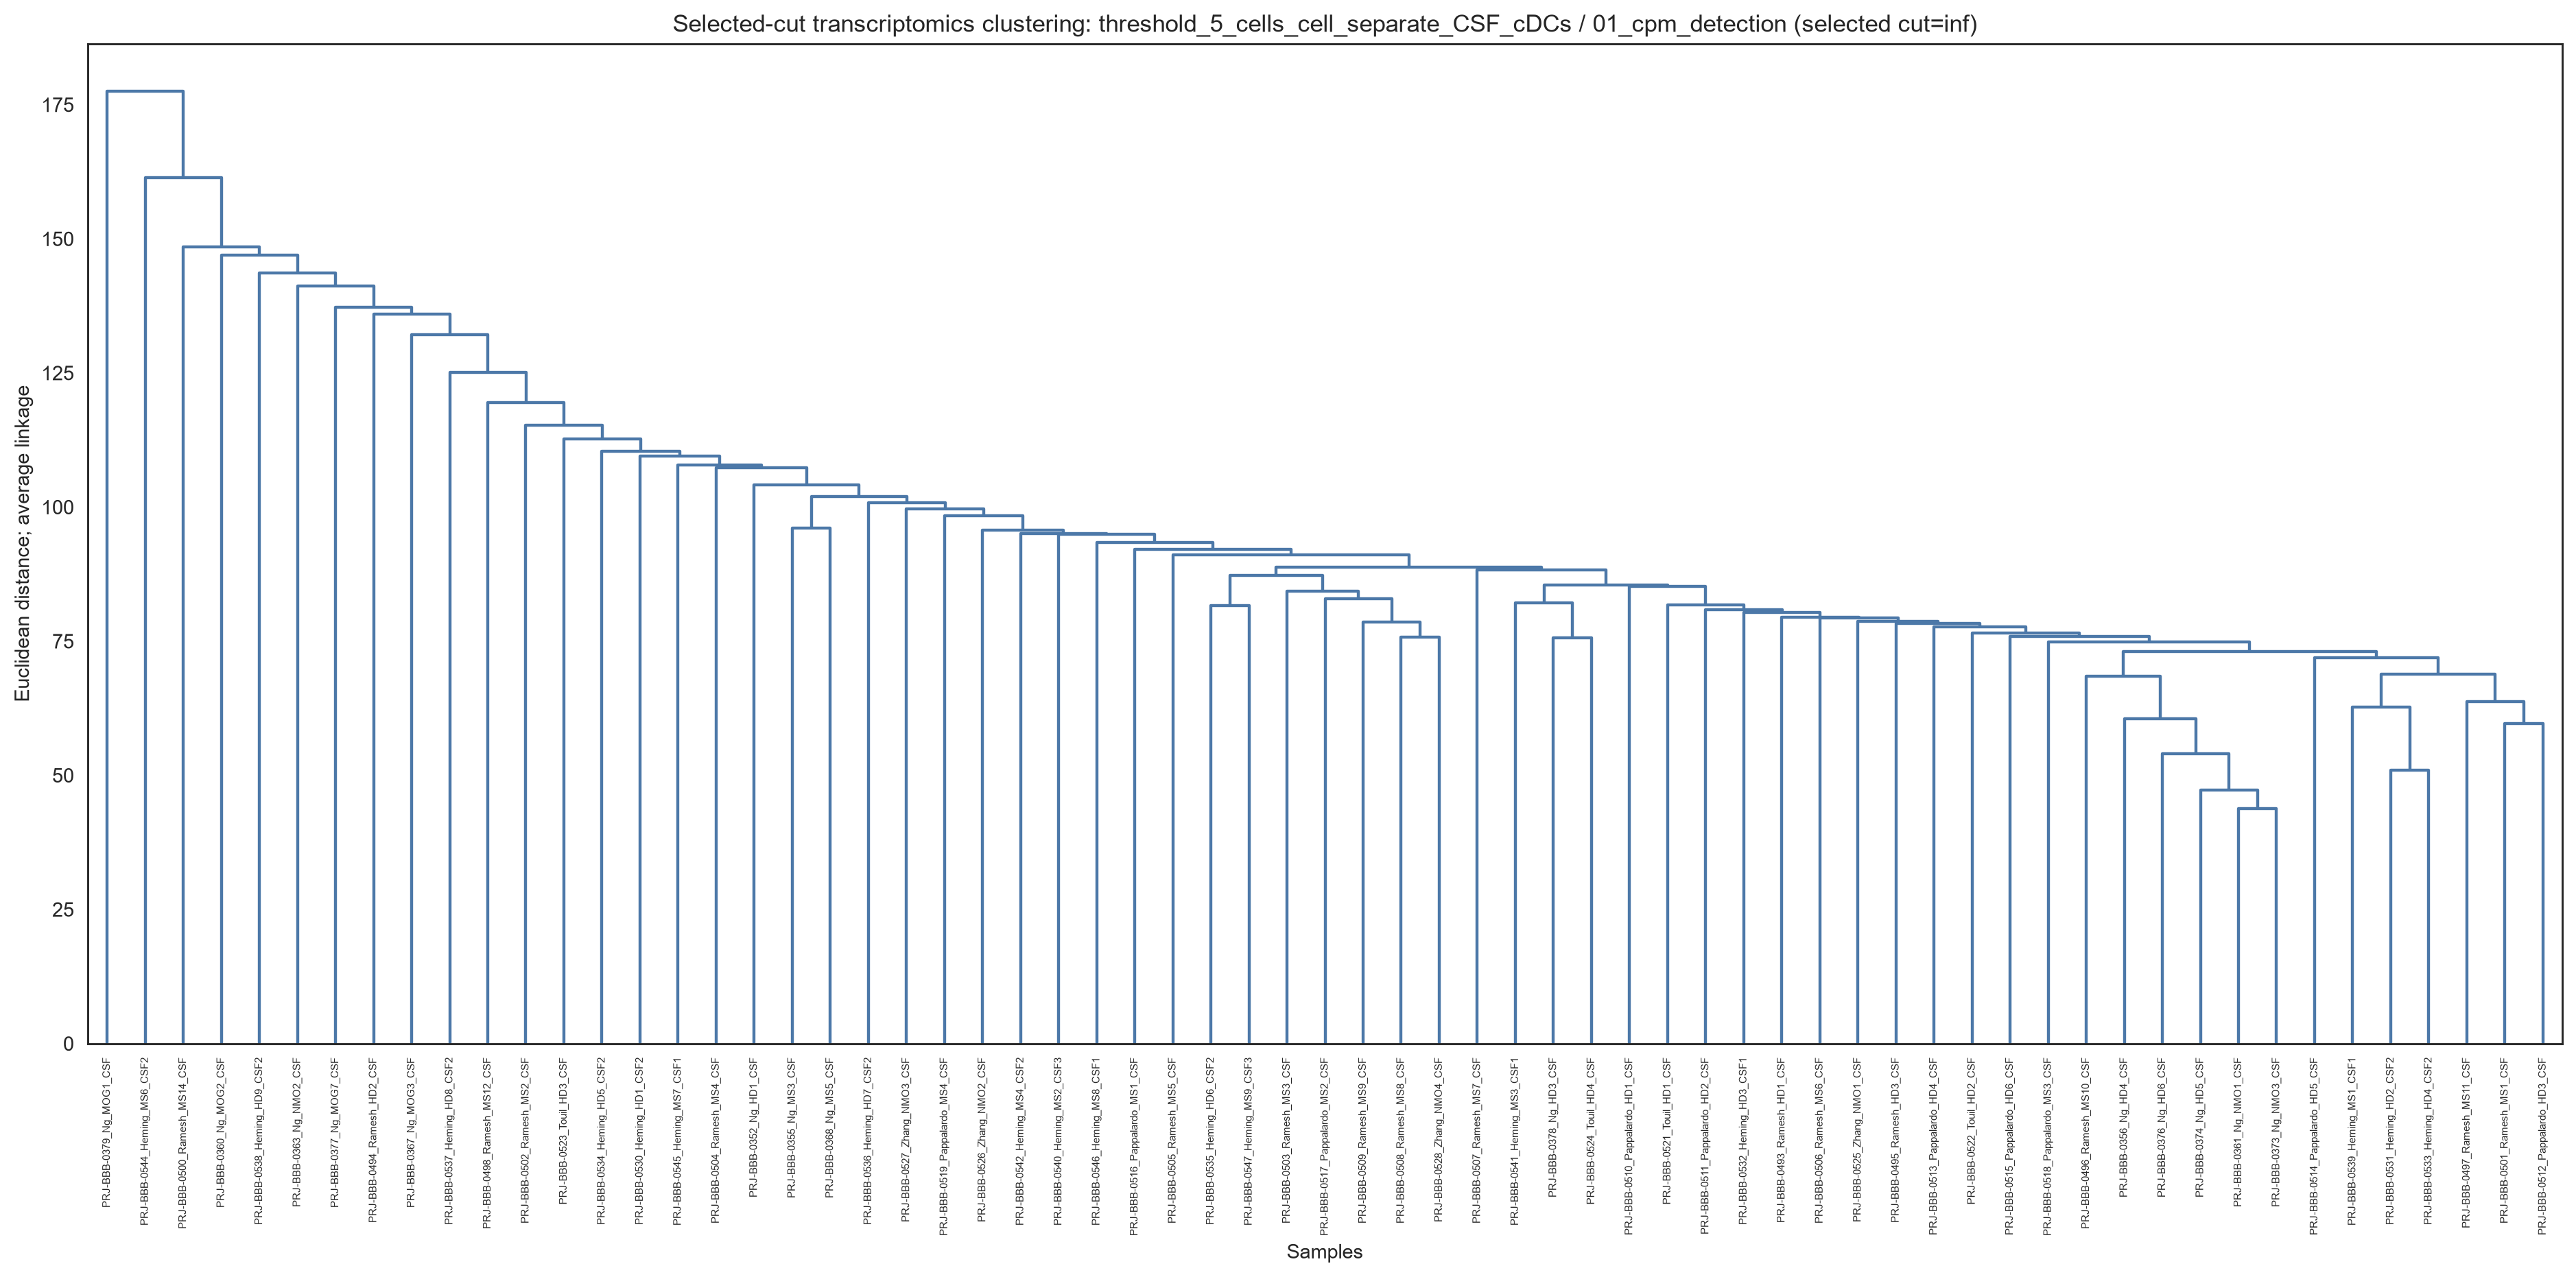 Selected-cut transcriptomics clustering: threshold_5_cells_cell_separate_CSF_cDCs / 01_cpm_detection (selected cut=inf)
Euclidean distance; average linkage
175
150
125
100
75
50
25
0
PRJ-BBB-0379_Ng_MOG1_CSF
PRJ-BBB-0544_Heming_MS6_CSF2
PRJ-BBB-0500_Ramesh_MS14_CSF
PRJ-BBB-0360_Ng_MOG2_CSF
PRJ-BBB-0538_Heming_HD9_CSF2
PRJ-BBB-0363_Ng_NMO2_CSF
PRJ-BBB-0377_Ng_MOG7_CSF
PRJ-BBB-0494_Ramesh_HD2_CSF
PRJ-BBB-0367_Ng_MOG3_CSF
PRJ-BBB-0537_Heming_HD8_CSF2
PRJ-BBB-0498_Ramesh_MS12_CSF
PRJ-BBB-0502_Ramesh_MS2_CSF
PRJ-BBB-0523_Touil_HD3_CSF
PRJ-BBB-0534_Heming_HD5_CSF2
PRJ-BBB-0530_Heming_HD1_CSF2
PRJ-BBB-0545_Heming_MS7_CSF1
PRJ-BBB-0504_Ramesh_MS4_CSF
PRJ-BBB-0352_Ng_HD1_CSF
PRJ-BBB-0355_Ng_MS3_CSF
PRJ-BBB-0368_Ng_MS5_CSF
PRJ-BBB-0536_Heming_HD7_CSF2
PRJ-BBB-0527_Zhang_NMO3_CSF
PRJ-BBB-0519_Pappalardo_MS4_CSF
PRJ-BBB-0526_Zhang_NMO2_CSF
PRJ-BBB-0542_Heming_MS4_CSF2
PRJ-BBB-0540_Heming_MS2_CSF3
PRJ-BBB-0546_Heming_MS8_CSF1
PRJ-BBB-0516_Pappalardo_MS1_CSF
PRJ-BBB-0505_Ramesh_MS5_CSF
PRJ-BBB-0535_Heming_HD6_CSF2
PRJ-BBB-0547_Heming_MS9_CSF3
PRJ-BBB-0503_Ramesh_MS3_CSF
PRJ-BBB-0517_Pappalardo_MS2_CSF
PRJ-BBB-0509_Ramesh_MS9_CSF
PRJ-BBB-0508_Ramesh_MS8_CSF
PRJ-BBB-0528_Zhang_NMO4_CSF
PRJ-BBB-0507_Ramesh_MS7_CSF
PRJ-BBB-0541_Heming_MS3_CSF1
PRJ-BBB-0378_Ng_HD3_CSF
PRJ-BBB-0524_Touil_HD4_CSF
PRJ-BBB-0510_Pappalardo_HD1_CSF
PRJ-BBB-0521_Touil_HD1_CSF
PRJ-BBB-0511_Pappalardo_HD2_CSF
PRJ-BBB-0532_Heming_HD3_CSF1
PRJ-BBB-0493_Ramesh_HD1_CSF
PRJ-BBB-0506_Ramesh_MS6_CSF
PRJ-BBB-0525_Zhang_NMO1_CSF
PRJ-BBB-0495_Ramesh_HD3_CSF
PRJ-BBB-0513_Pappalardo_HD4_CSF
PRJ-BBB-0522_Touil_HD2_CSF
PRJ-BBB-0515_Pappalardo_HD6_CSF
PRJ-BBB-0518_Pappalardo_MS3_CSF
PRJ-BBB-0496_Ramesh_MS10_CSF
PRJ-BBB-0356_Ng_HD4_CSF
PRJ-BBB-0376_Ng_HD6_CSF
PRJ-BBB-0374_Ng_HD5_CSF
PRJ-BBB-0361_Ng_NMO1_CSF
PRJ-BBB-0373_Ng_NMO3_CSF
PRJ-BBB-0514_Pappalardo_HD5_CSF
PRJ-BBB-0539_Heming_MS1_CSF1
PRJ-BBB-0531_Heming_HD2_CSF2
PRJ-BBB-0533_Heming_HD4_CSF2
PRJ-BBB-0497_Ramesh_MS11_CSF
PRJ-BBB-0501_Ramesh_MS1_CSF
PRJ-BBB-0512_Pappalardo_HD3_CSF
Samples